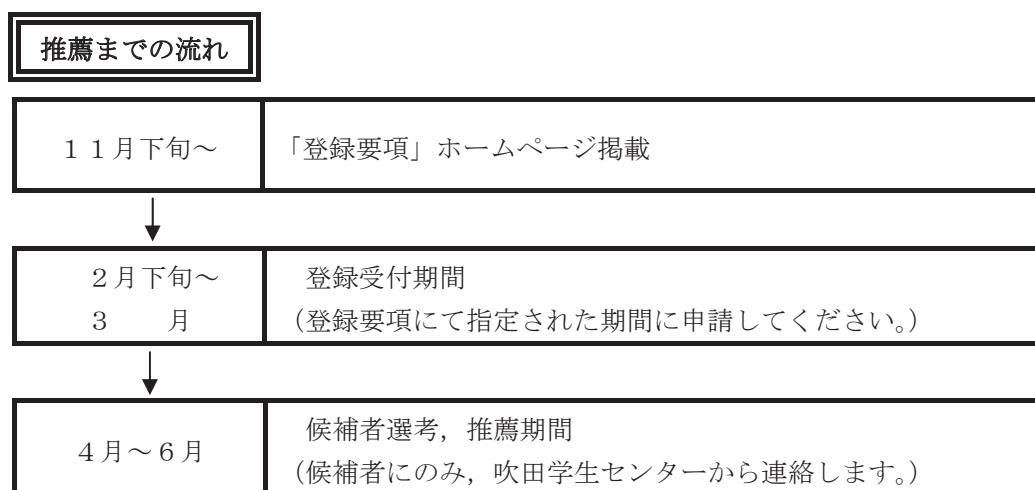 推薦までの流れ
11月下旬～
「登録要項」ホームページ掲載
2月下旬～
3 月
登録受付期間
(登録要項にて指定された期間に申請してください。)
4月～6月
候補者選考，推薦期間
(候補者にのみ，吹田学生センターから連絡します。)